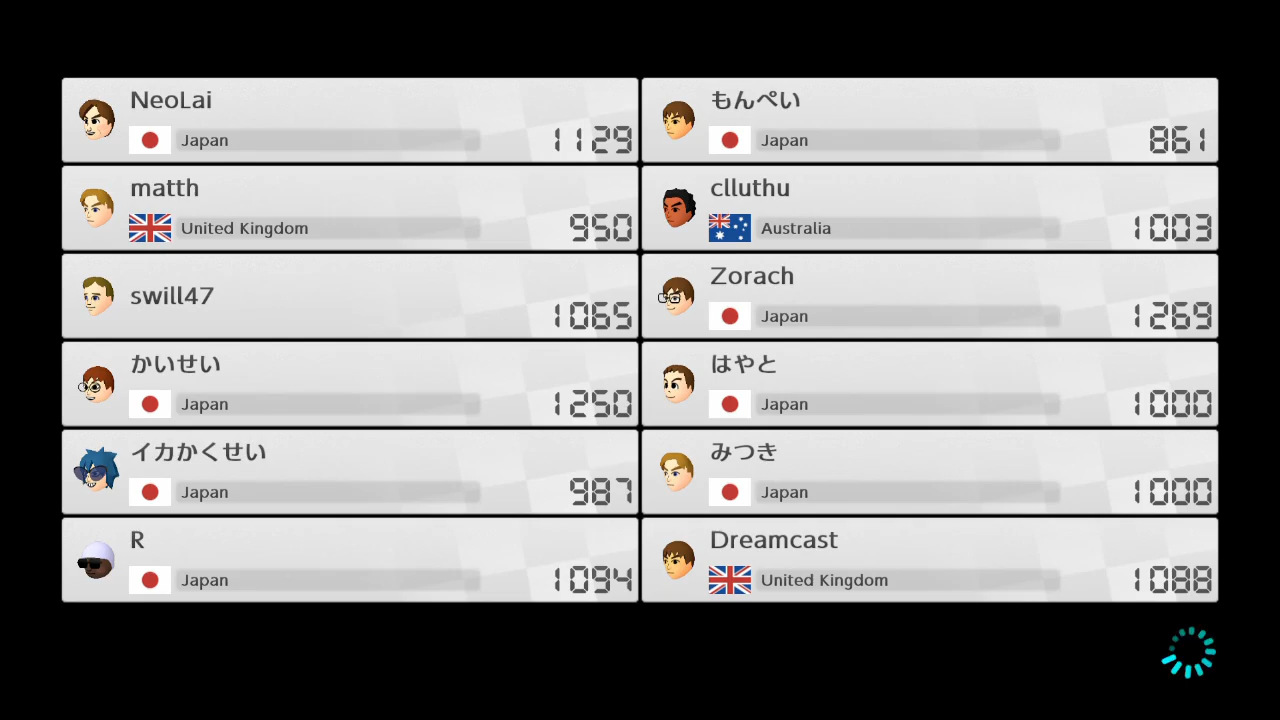 NeoLai
Japan
1129
matth
United Kingdom
950
swill47
1065
かいせい
Japan
1250
イカかくせい
Japan
987
R
Japan
1094
もんぺい
Japan
861
clluthu
Australia
1003
Zorach
Japan
1269
はやと
Japan
1000
みつき
Japan
1000
Dreamcast
United Kingdom
1088